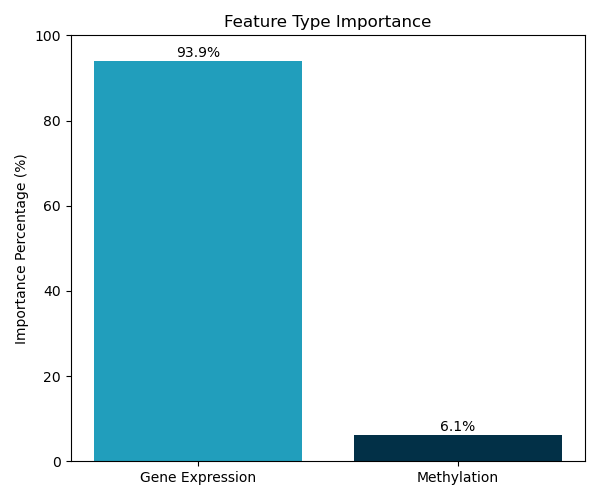 Feature Type Importance
Importance Percentage (%)
100
80
60
40
20
0
93.9%
6.1%
Gene Expression
Methylation